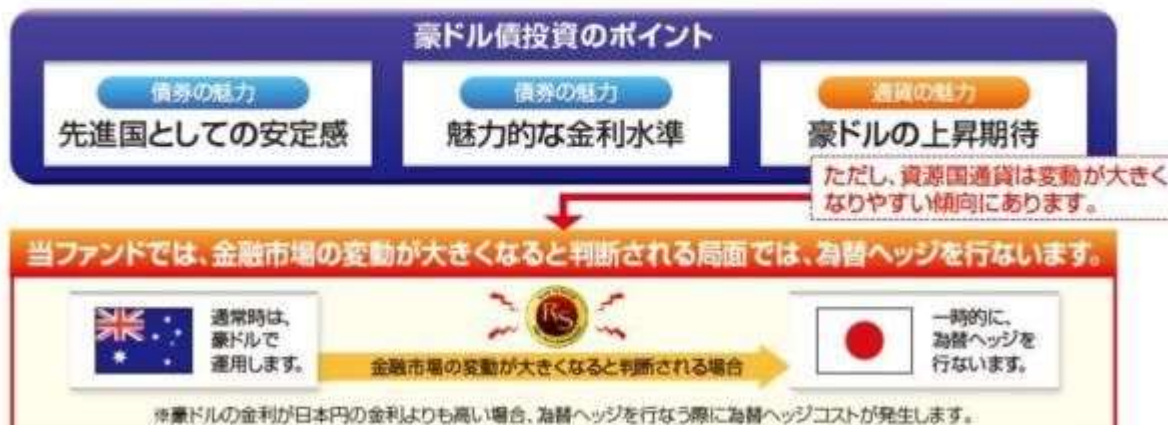 豪ドル債投資のポイント
債券の魅力
先進国としての安定感
債券の魅力
魅力的な金利水準
通貨の魅力
豪ドルの上昇期待
ただし、資源国通貨は変動が大きく
なりやすい傾向にあります。
当ファンドでは、金融市場の変動が大きくなると判断される局面では、為替ヘッジを行ないます。
通常時は、
豪ドルで
運用します。
RS
金融市場の変動が大きくなると判断される場合
一時的に、
為替ヘッジを
行ないます。
※豪ドルの金利が日本円の金利よりも高い場合、為替ヘッジを行なう際に為替ヘッジコストが発生します。